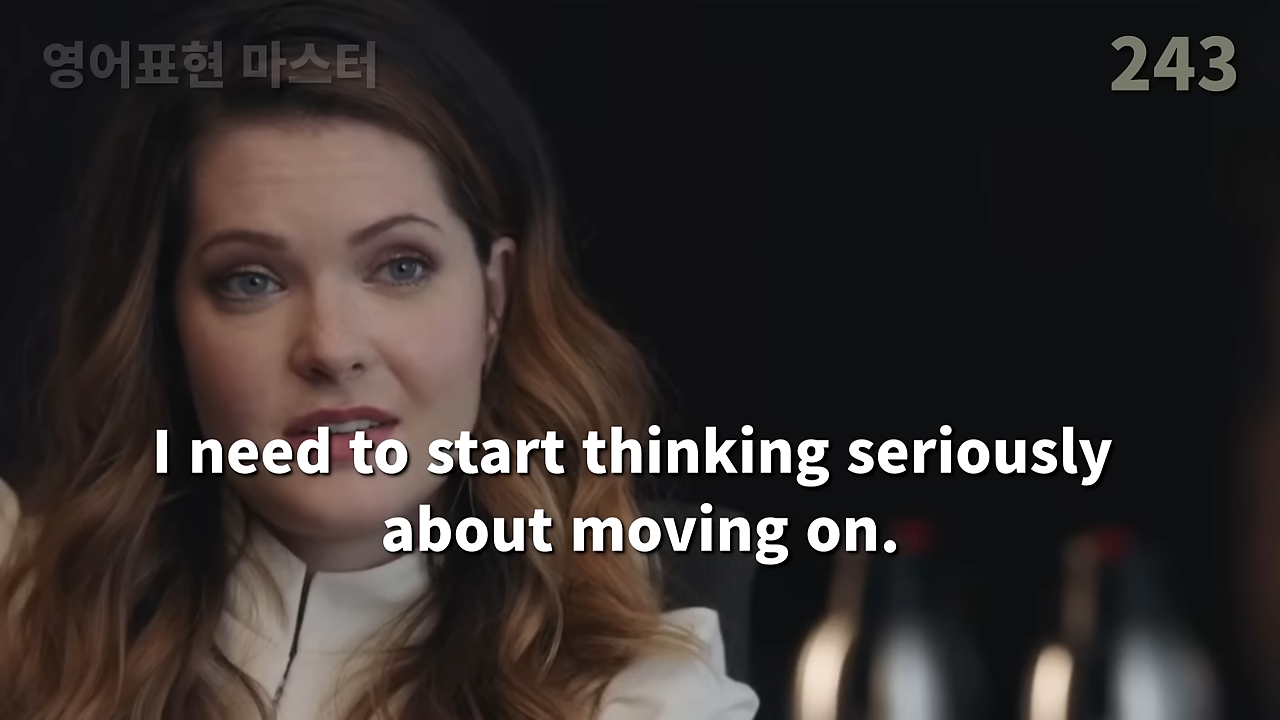 영어표현 마스터
243
I need to start thinking seriously
about moving on.